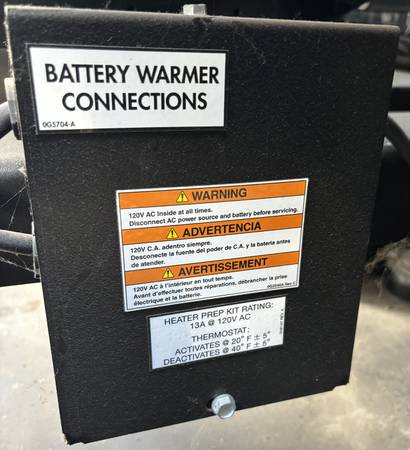 BATTERY WARMER
CONNECTIONS
0G5704-A
WARNING
120V AC Inside at all times.
Disconnect AC power source and battery before servicing.
ADVERTENCIA
120V C.A. adentro siempre.
Desconecte la fuente del poder de C.A. y la batería antes
de atender.
AVERTISSEMENT
120V AC à l'intérieur en tout temps.
Avant d'effectuer toutes réparations, débrancher la prise
électrique et la batterie.
HEATER PREP KIT RATING:
13A @ 120V AC
THERMOSTAT:
ACTIVATES @ 20° F ± 5°
DEACTIVATES @ 40° F ± 5°